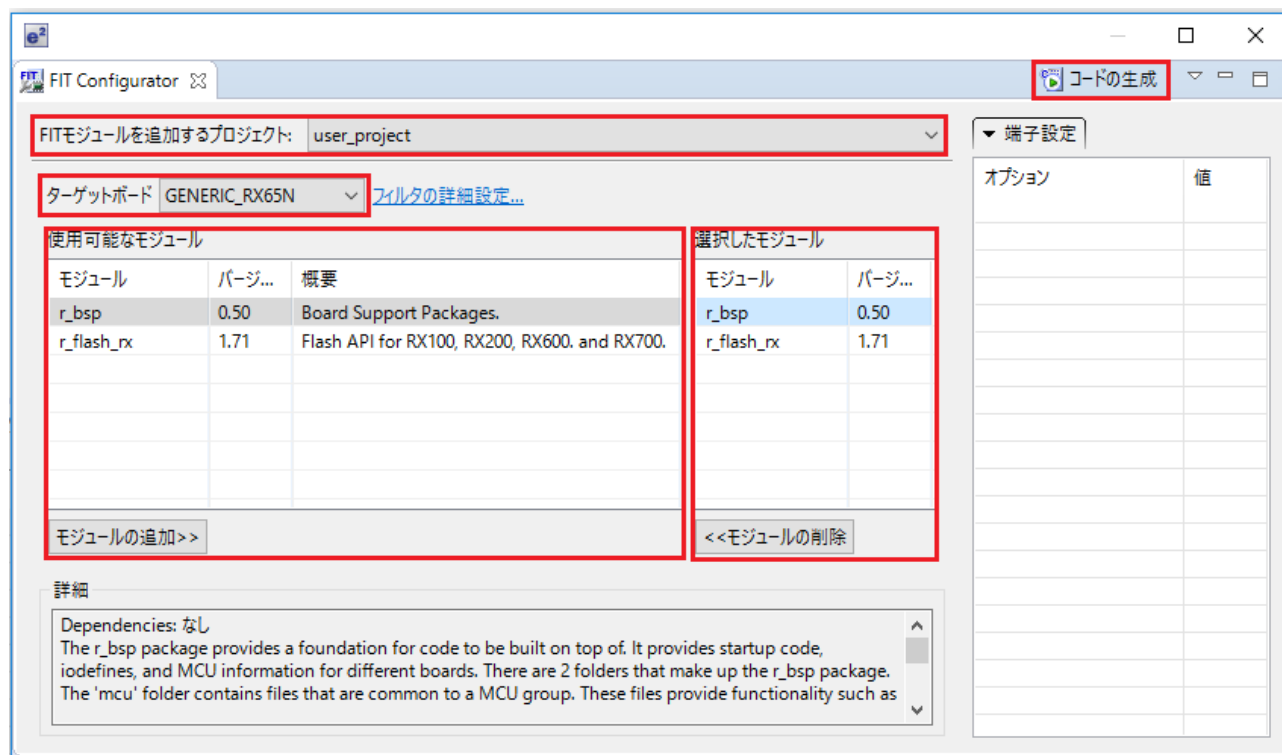 e²
FIT Configurator
コードの生成
FITモジュールを追加するプロジェクト: user_project
ターゲットボード GENERIC_RX65N フィルタの詳細設定...
使用可能なモジュール
モジュール バージ... 概要
r_bsp 0.50 Board Support Packages.
r_flash_rx 1.71 Flash API for RX100, RX200, RX600. and RX700.
モジュールの追加>>
選択したモジュール
モジュール バージ...
r_bsp 0.50
r_flash_rx 1.71
<<モジュールの削除
詳細
Dependencies: なし
The r_bsp package provides a foundation for code to be built on top of. It provides startup code,
iodefines, and MCU information for different boards. There are 2 folders that make up the r_bsp package.
The 'mcu' folder contains files that are common to a MCU group. These files provide functionality such as
端子設定
オプション 値